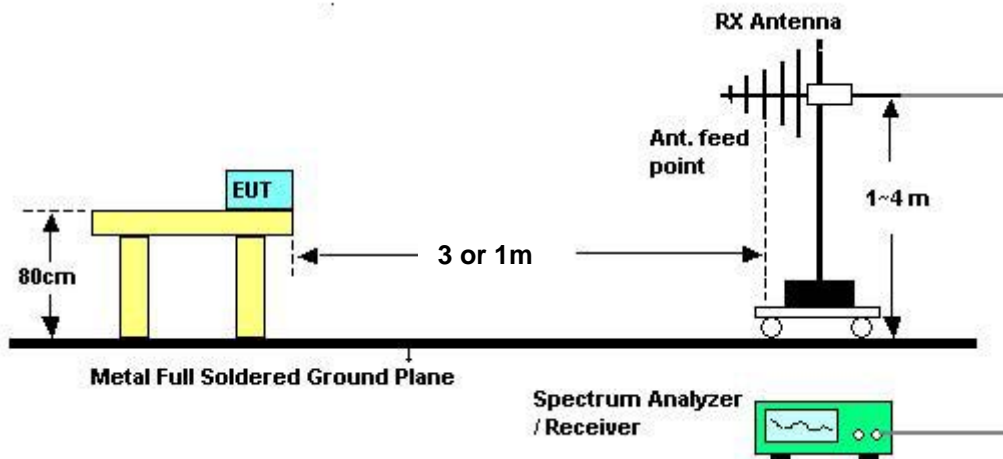 RX Antenna
Ant. feed
point
EUT
1~4 m
3 or 1m
80cm
Metal Full Soldered Ground Plane
Spectrum Analyzer
/ Receiver